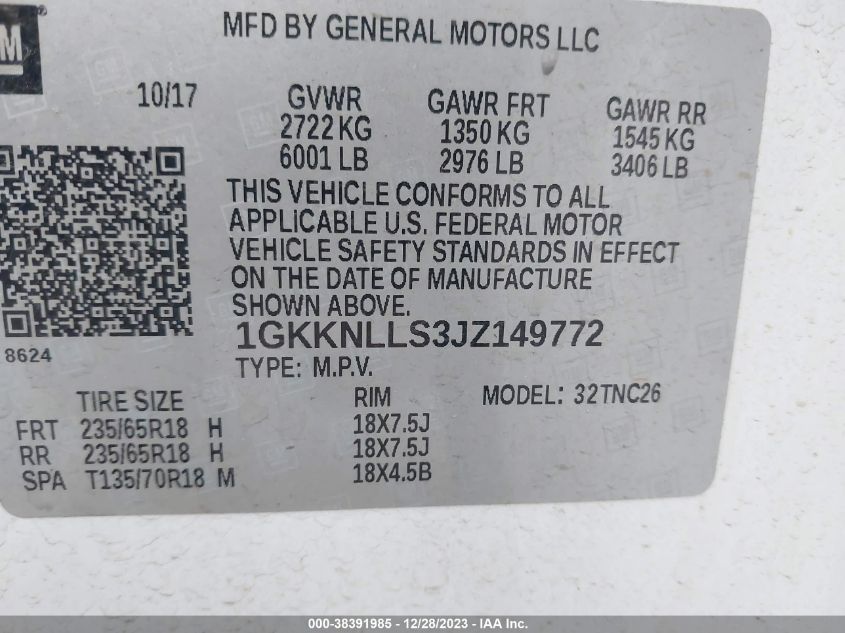 MFD BY GENERAL MOTORS LLC
10/17 GVWR GAWR FRT GAWR RR
2722 KG 1350 KG 1545 KG
6001 LB 2976 LB 3406 LB
THIS VEHICLE CONFORMS TO ALL
APPLICABLE U.S. FEDERAL MOTOR
VEHICLE SAFETY STANDARDS IN EFFECT
ON THE DATE OF MANUFACTURE
SHOWN ABOVE.
1GKKNLLS3JZ149772
8624
TYPE: M.P.V.
TIRE SIZE RIM MODEL: 32TNC26
FRT 235/65R18 H 18X7.5J
RR 235/65R18 H 18X7.5J
SPA T135/70R18 M 18X4.5B
000-38391985 - 12/28/2023 - IAA Inc.